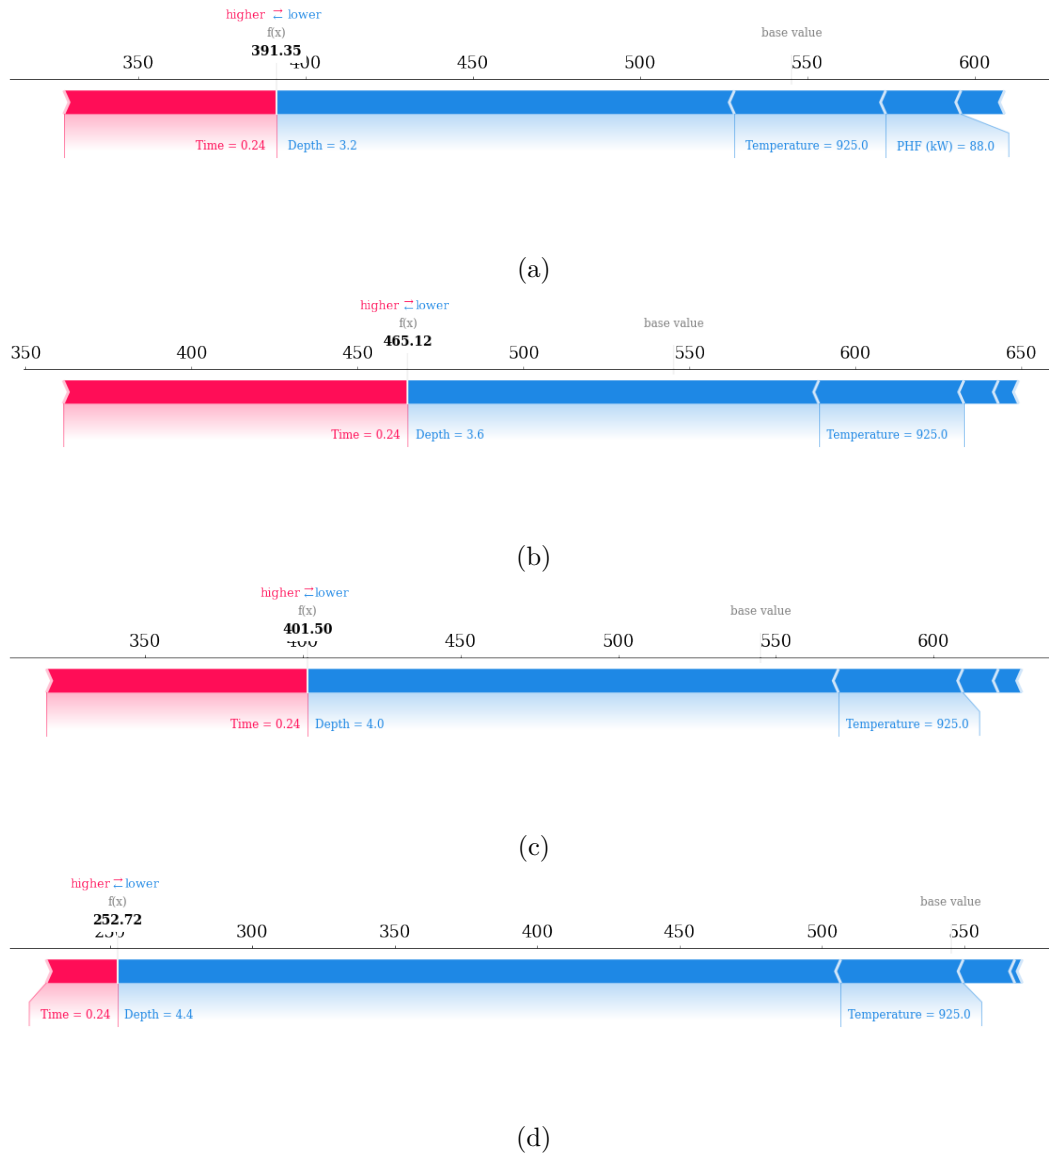 higher ⇄ lower
f(x) base value
391.35
350 400 450 500 550 600
Time = 0.24 Depth = 3.2 Temperature = 925.0 PHF (kW) = 88.0
(a)
higher ⇄ lower
f(x) base value
465.12
350 400 450 500 550 600 650
Time = 0.24 Depth = 3.6 Temperature = 925.0
(b)
higher ⇄ lower
f(x) base value
401.50
350 400 450 500 550 600
Time = 0.24 Depth = 4.0 Temperature = 925.0
(c)
higher ⇄ lower
f(x) base value
252.72
250 300 350 400 450 500 550
Time = 0.24 Depth = 4.4 Temperature = 925.0
(d)